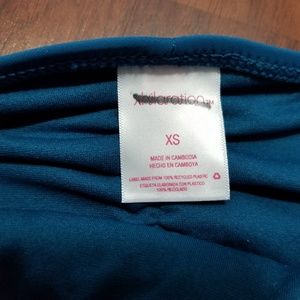 xhilaration™
XS
MADE IN CAMBODIA
HECHO EN CAMBOYA
LABEL MADE FROM 100% RECYCLED PLASTIC
ETIQUETA ELABORADA CON PLASTICO
100% RECICLADO